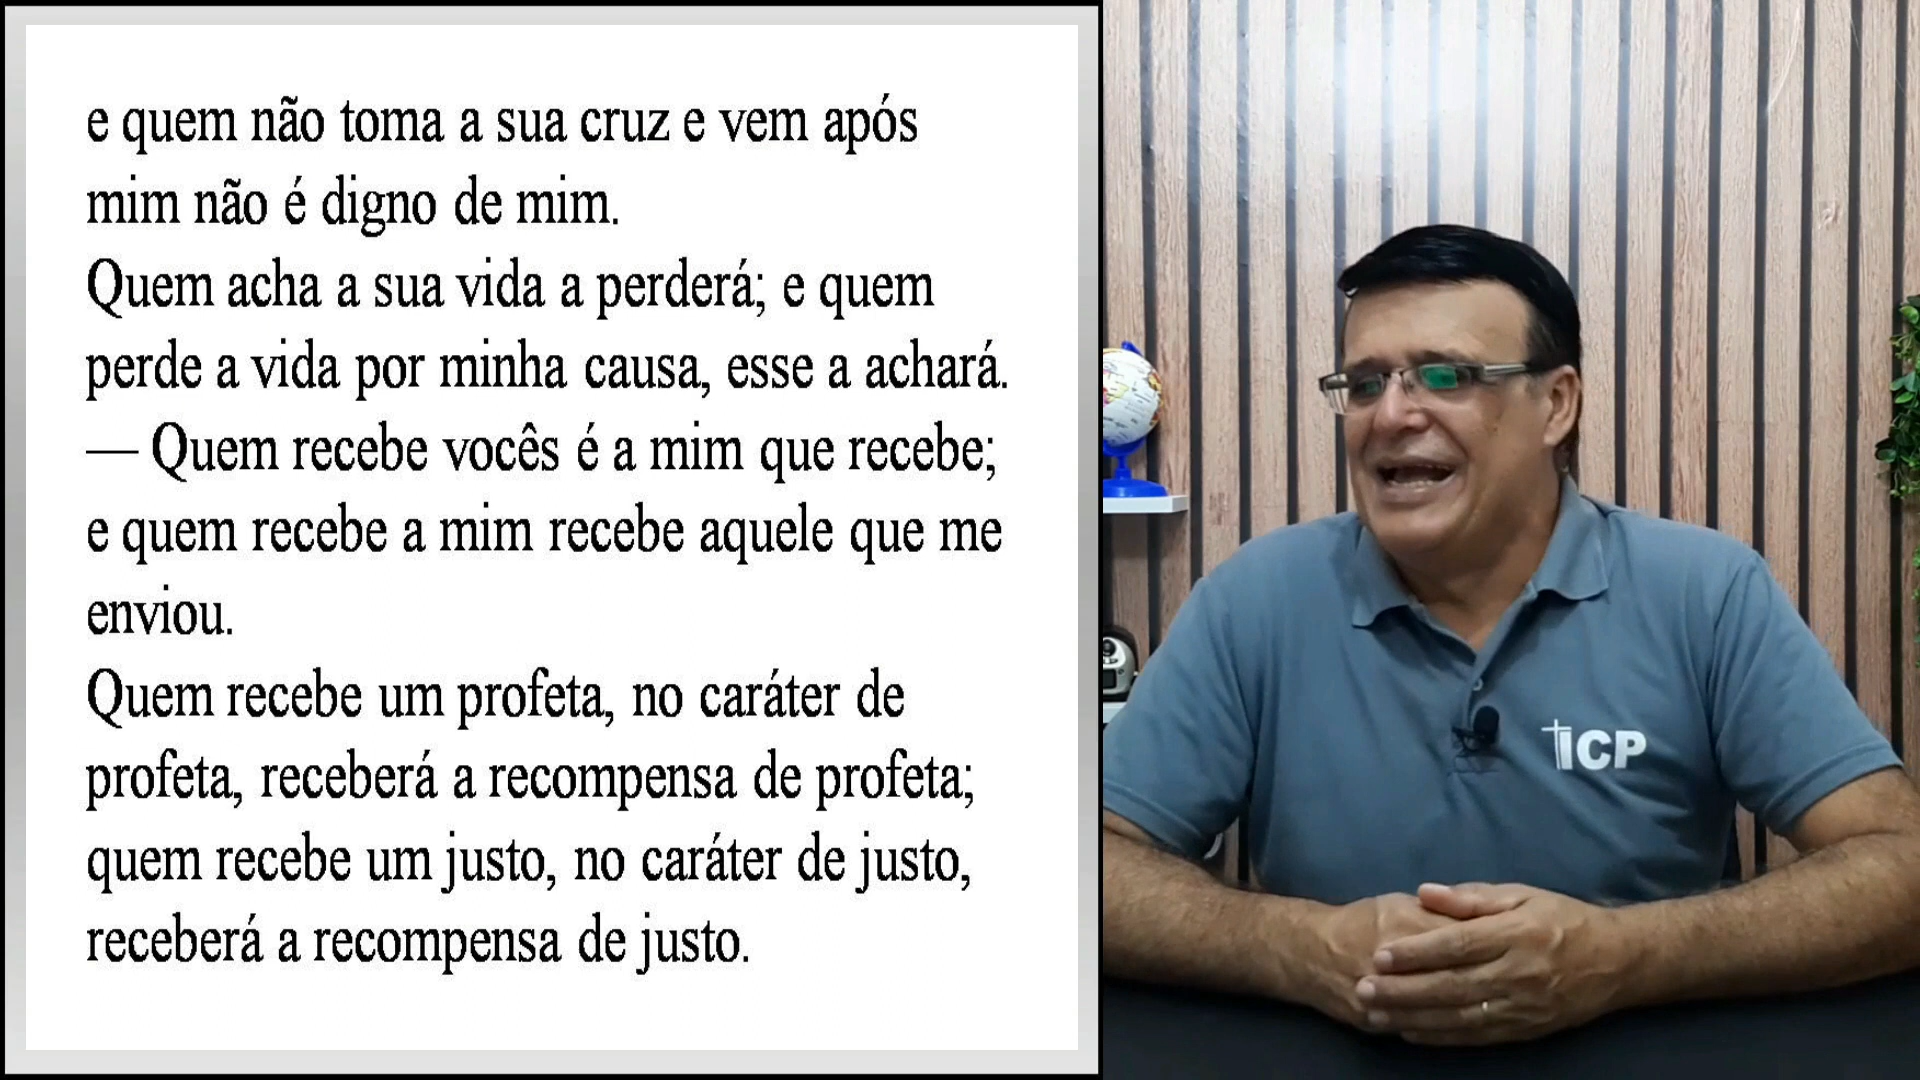 e quem não toma a sua cruz e vem após
mim não é digno de mim.
Quem acha a sua vida a perderá; e quem
perde a vida por minha causa, esse a achará.
— Quem recebe vocês é a mim que recebe;
e quem recebe a mim recebe aquele que me
enviou.
Quem recebe um profeta, no caráter de
profeta, receberá a recompensa de profeta;
quem recebe um justo, no caráter de justo,
receberá a recompensa de justo.
ICP